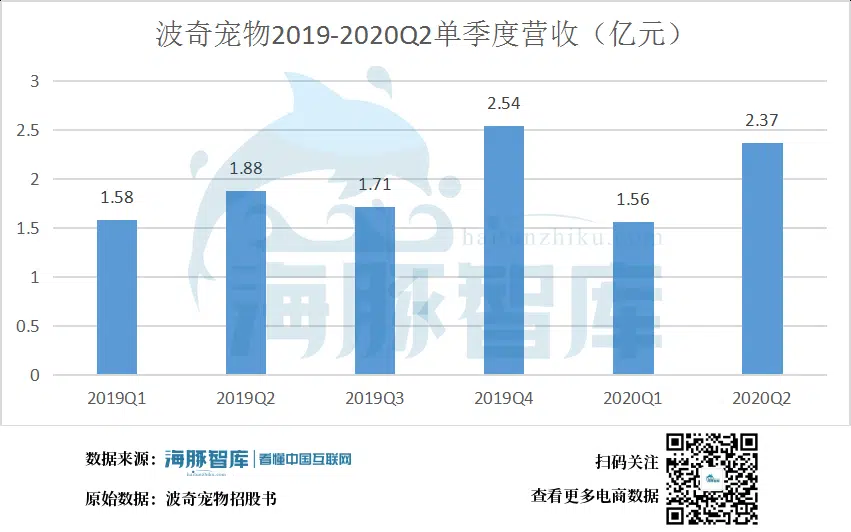 波奇宠物2019-2020Q2单季度营收（亿元）
3
2.5
2
1.5
1
0.5
0
1.58
1.88
1.71
2.54
1.56
2.37
haitunzhiku.com
海豚智库
2019Q1
2019Q2
2019Q3
2019Q4
2020Q1
2020Q2
数据来源：海豚智库 看懂中国互联网
haitunzhiku.com
原始数据：波奇宠物招股书
扫码关注
查看更多电商数据